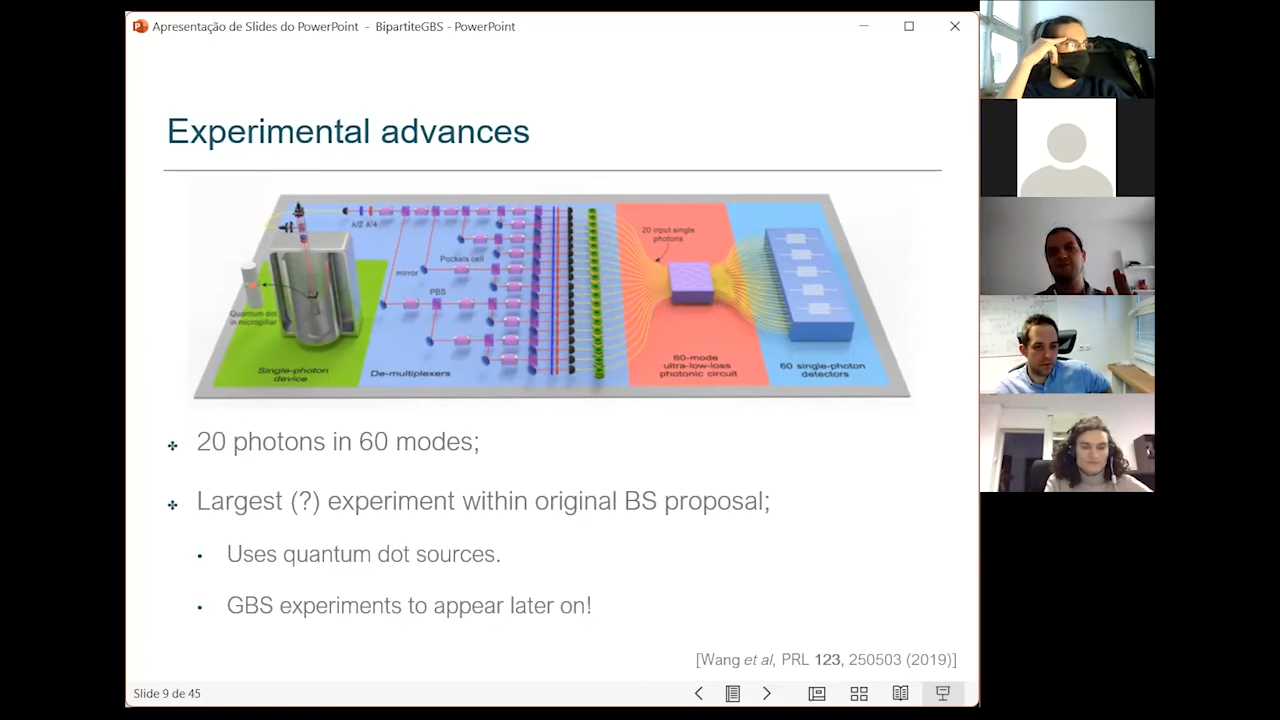 Apresentação de Slides do PowerPoint - BipartiteGBS - PowerPoint
Experimental advances
λ/2 λ/4
20 input single
photons
Pockels cell
mirror
PBS
Quantum dot
in micropillar
Single-photon
device
De-multiplexers
60-mode
ultra-low-loss
photonic circuit
60 single-photon
detectors
20 photons in 60 modes;
Largest (?) experiment within original BS proposal;
Uses quantum dot sources.
GBS experiments to appear later on!
[Wang et al, PRL 123, 250503 (2019)]
Slide 9 de 45